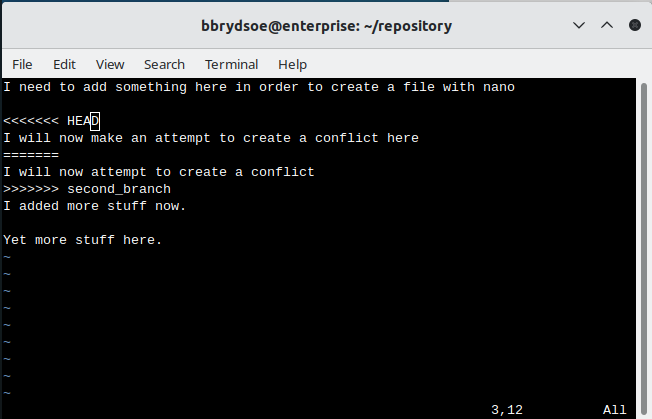 bbrydsoe@enterprise: ~/repository
File Edit View Search Terminal Help
I need to add something here in order to create a file with nano
<<<<<<< HEAD
I will now make an attempt to create a conflict here
=======
I will now attempt to create a conflict
>>>>>>> second_branch
I added more stuff now.
Yet more stuff here.
~
~
~
~
~
~
~
~
~
3,12 All